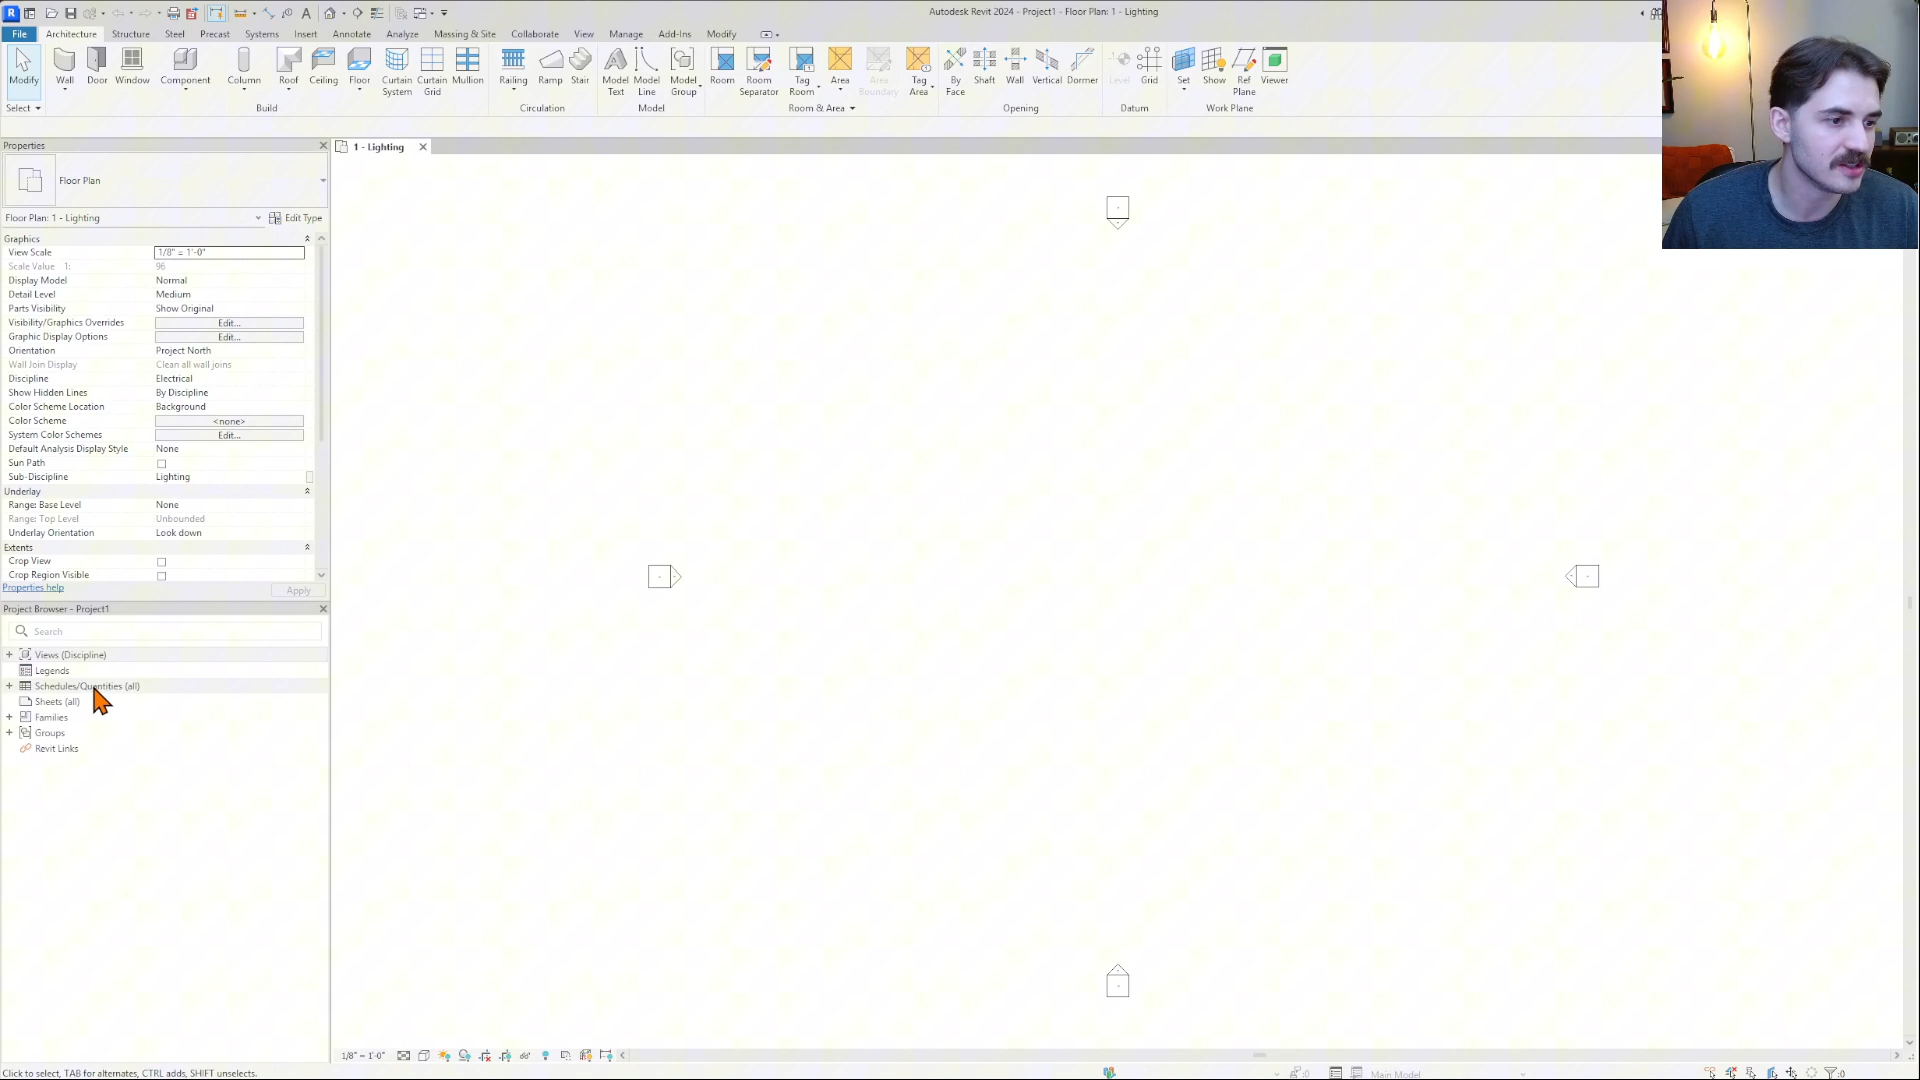 Autodesk Revit 2024 - Project1 - Floor Plan: 1 - Lighting
File Architecture Structure Steel Precast Systems Insert Annotate Analyze Massing & Site Collaborate View Manage Add-Ins Modify
Modify Wall Door Window Component Column Roof Ceiling Floor Curtain System Curtain Grid Mullion Railing Ramp Stair Model Text Model Line Model Group Room Room Separator Tag Room Area Area Boundary Tag Area By Face Shaft Wall Vertical Dormer Level Grid Set Show Ref Plane Viewer
Select Build Circulation Model Room & Area Opening Datum Work Plane
Properties
1 - Lighting
Floor Plan
Floor Plan: 1 - Lighting Edit Type
Graphics
View Scale 1/8" = 1'-0"
Scale Value 1: 96
Display Model Normal
Detail Level Medium
Parts Visibility Show Original
Visibility/Graphics Overrides Edit...
Graphic Display Options Edit...
Orientation Project North
Wall Join Display Clean all wall joins
Discipline Electrical
Show Hidden Lines By Discipline
Color Scheme Location Background
Color Scheme <none>
System Color Schemes Edit...
Default Analysis Display Style None
Sun Path
Sub-Discipline Lighting
Underlay
Range: Base Level None
Range: Top Level Unbounded
Underlay Orientation Look down
Extents
Crop View
Crop Region Visible
Properties help Apply
Project Browser - Project1
Search
Views (Discipline)
Legends
Schedules/Quantities (all)
Sheets (all)
Families
Groups
Revit Links
1/8" = 1'-0"
Click to select, TAB for alternates, CTRL adds, SHIFT unselects.
:0
Main Model
:0